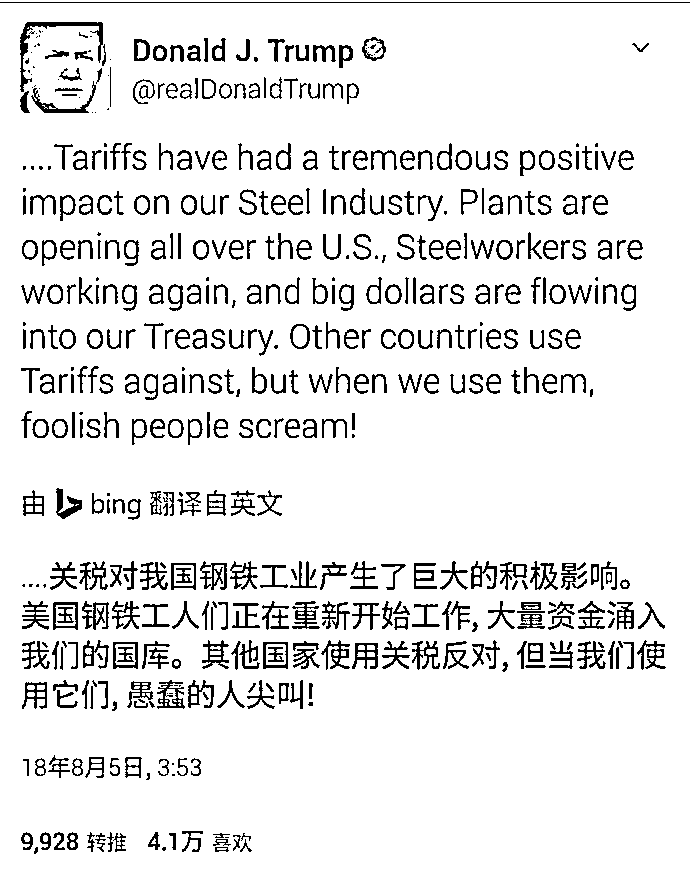 Donald J. Trump
@realDonaldTrump
....Tariffs have had a tremendous positive
impact on our Steel Industry. Plants are
opening all over the U.S., Steelworkers are
working again, and big dollars are flowing
into our Treasury. Other countries use
Tariffs against, but when we use them,
foolish people scream!
由 bing 翻译自英文
....关税对我国钢铁工业产生了巨大的积极影响。
美国钢铁工人们正在重新开始工作, 大量资金涌入
我们的国库。其他国家使用关税反对, 但当我们使
用它们, 愚蠢的人尖叫!
18年8月5日, 3:53
9,928 转推 4.1万 喜欢